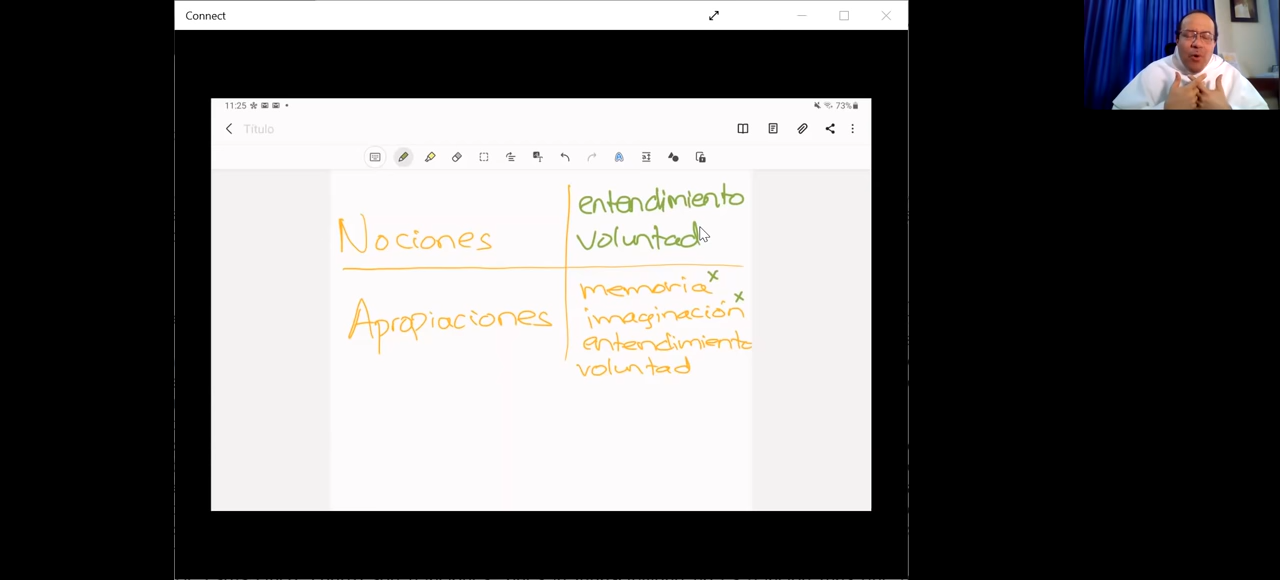 Connect
11:25
73%
Título
entendimiento
voluntad
Nociones
memoria x
imaginación x
entendimiento
voluntad
Apropiaciones